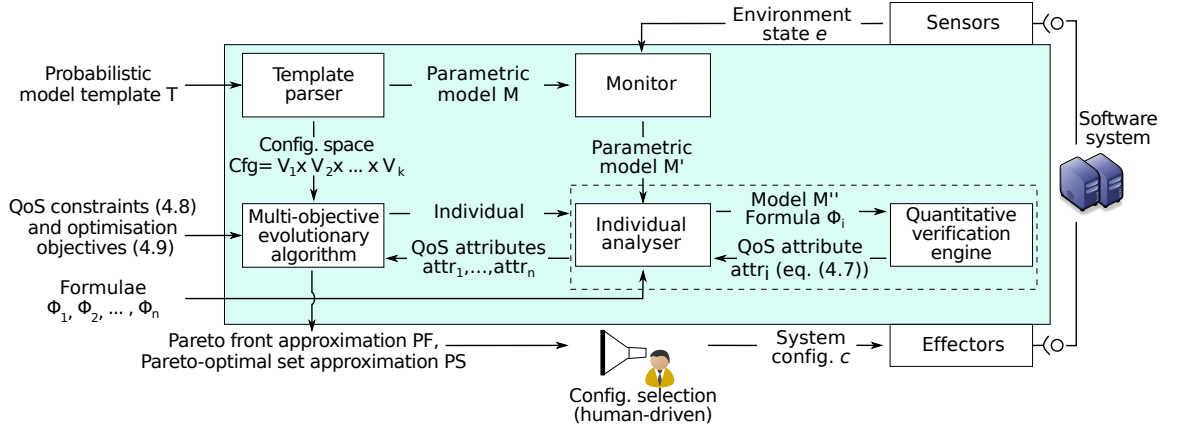 Environment
state e
Sensors
Probabilistic
model template T
Template
parser
Parametric
model M
Monitor
Software
system
Config. space
Cfg= V₁x V₂x ... x Vₖ
Parametric
model M'
QoS constraints (4.8)
and optimisation
objectives (4.9)
Multi-objective
evolutionary
algorithm
Individual
QoS attributes
attr₁,...,attrₙ
Individual
analyser
Model M''
Formula Φᵢ
QoS attribute
attrᵢ (eq. (4.7))
Quantitative
verification
engine
Formulae
Φ₁, Φ₂, ... , Φₙ
Pareto front approximation PF,
Pareto-optimal set approximation PS
System
config. c
Effectors
Config. selection
(human-driven)